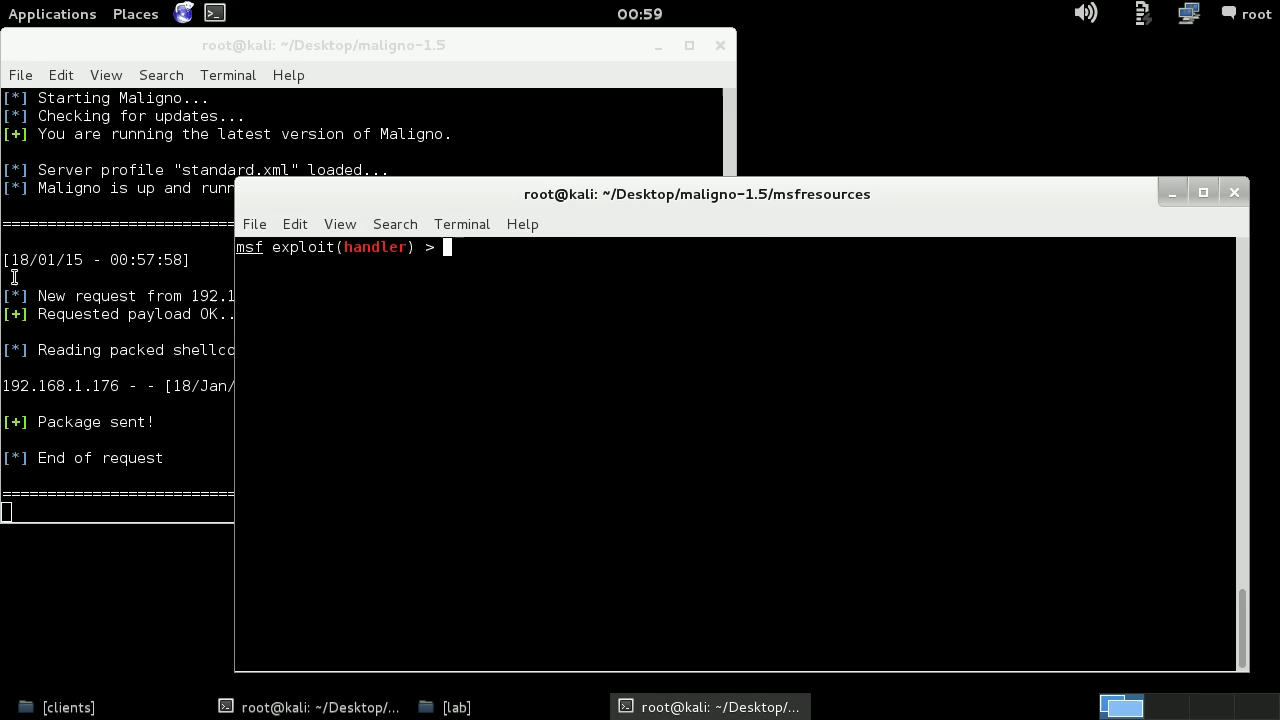 Applications Places 00:59 root
root@kali: ~/Desktop/maligno-1.5
File Edit View Search Terminal Help
[*] Starting Maligno...
[*] Checking for updates...
[+] You are running the latest version of Maligno.
[*] Server profile "standard.xml" loaded...
[*] Maligno is up and runn
==========================
[18/01/15 - 00:57:58]
[*] New request from 192.1
[+] Requested payload OK..
[*] Reading packed shellco
192.168.1.176 - - [18/Jan/
[+] Package sent!
[*] End of request
==========================
root@kali: ~/Desktop/maligno-1.5/msfresources
File Edit View Search Terminal Help
msf exploit(handler) >
[clients] root@kali: ~/Desktop/... [lab] root@kali: ~/Desktop/...